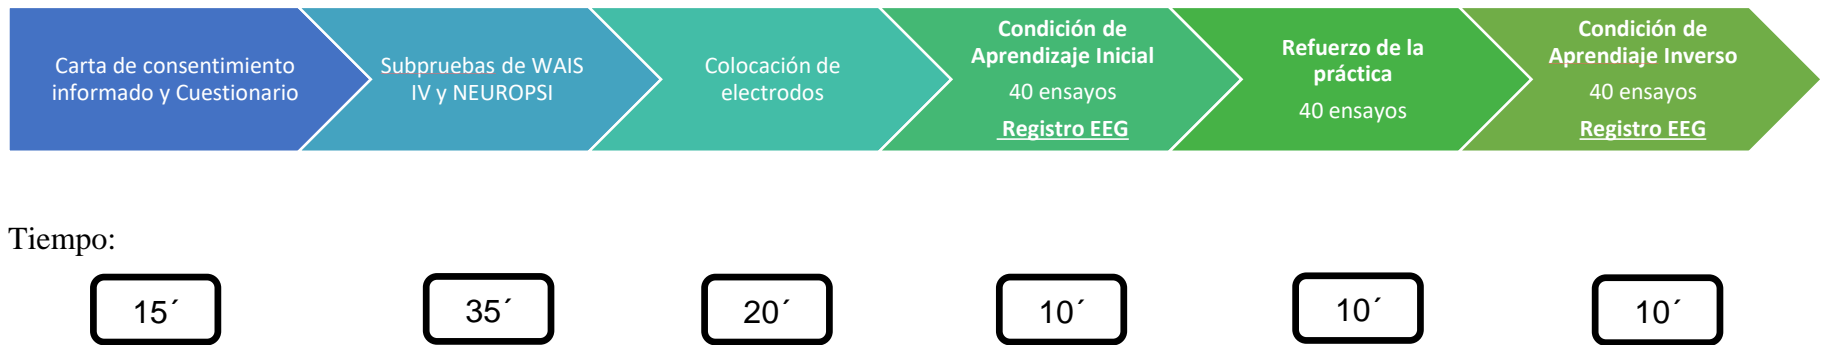 Carta de consentimiento
informado y Cuestionario
Subpruebas de WAIS
IV y NEUROPSI
Colocación de
electrodos
Condición de
Aprendizaje Inicial
40 ensayos
Registro EEG
Refuerzo de la
práctica
40 ensayos
Condición de
Aprendiaje Inverso
40 ensayos
Registro EEG
Tiempo:
15´
35´
20´
10´
10´
10´